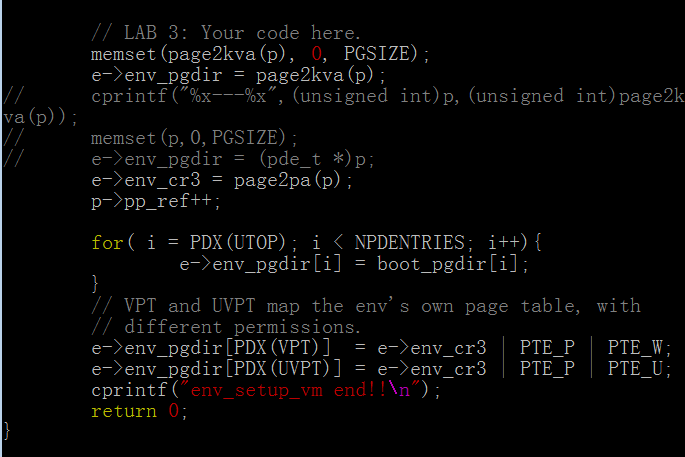 // LAB 3: Your code here.
memset(page2kva(p), 0, PGSIZE);
e->env_pgdir = page2kva(p);
//      cprintf("%x---%x",(unsigned int)p,(unsigned int)page2k
va(p));
//      memset(p,0,PGSIZE);
//      e->env_pgdir = (pde_t *)p;
e->env_cr3 = page2pa(p);
p->pp_ref++;
for( i = PDX(UTOP); i < NPDENTRIES; i++){
e->env_pgdir[i] = boot_pgdir[i];
}
// VPT and UVPT map the env's own page table, with
// different permissions.
e->env_pgdir[PDX(VPT)]  = e->env_cr3 | PTE_P | PTE_W;
e->env_pgdir[PDX(UVPT)] = e->env_cr3 | PTE_P | PTE_U;
cprintf("env_setup_vm end!!\n");
return 0;
}